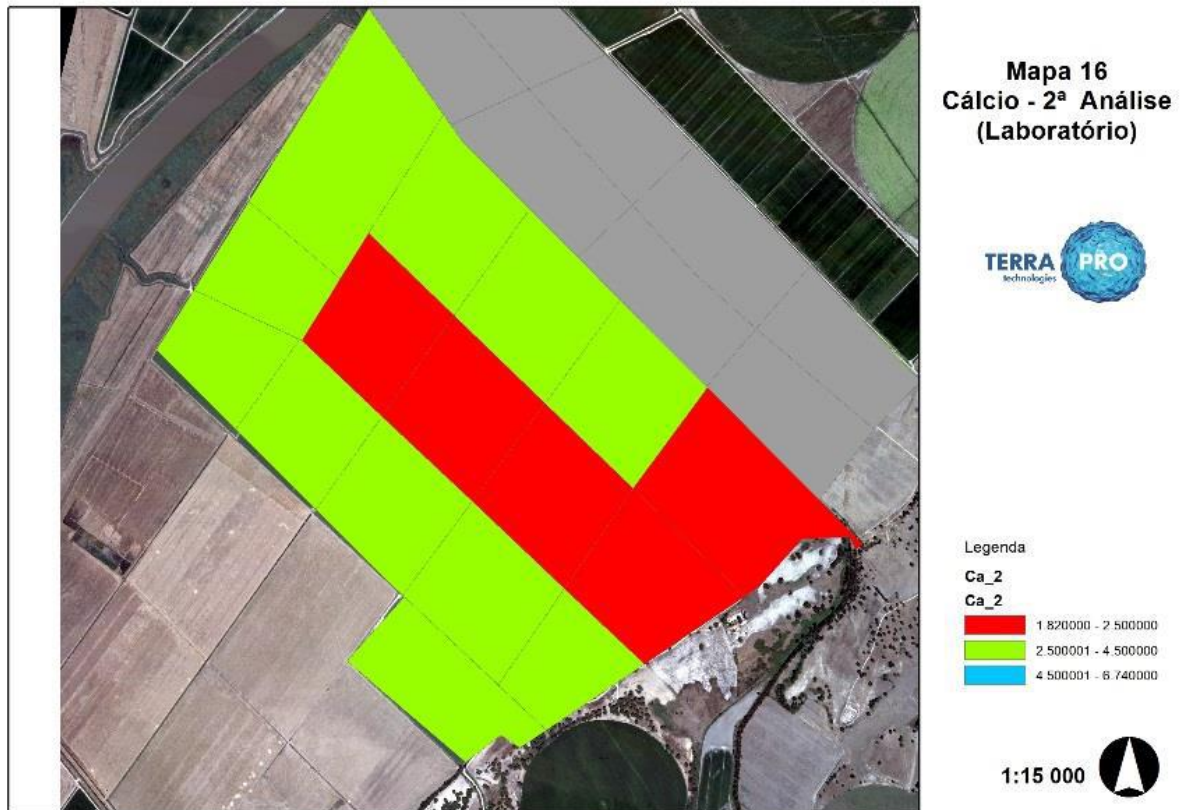 Mapa 16
Cálcio - 2ª Análise
(Laboratório)
TERRA PRO
technologies
Legenda
Ca_2
Ca_2
1.820000 - 2.500000
2.500001 - 4.500000
4.500001 - 6.740000
1:15 000